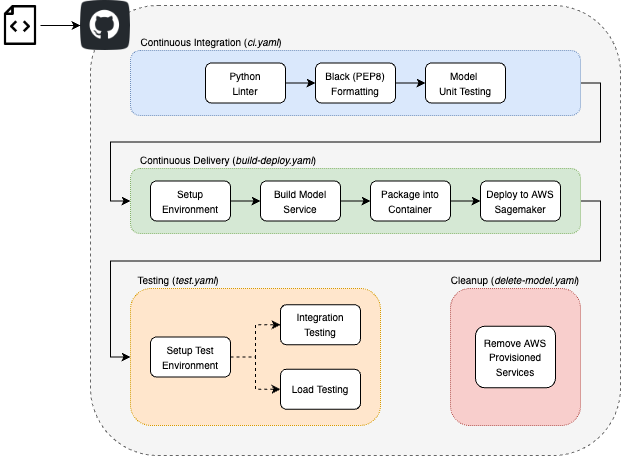 Continuous Integration (ci.yaml)
Python
Linter
Black (PEP8)
Formatting
Model
Unit Testing
Continuous Delivery (build-deploy.yaml)
Setup
Environment
Build Model
Service
Package into
Container
Deploy to AWS
Sagemaker
Testing (test.yaml)
Setup Test
Environment
Integration
Testing
Load Testing
Cleanup (delete-model.yaml)
Remove AWS
Provisioned
Services